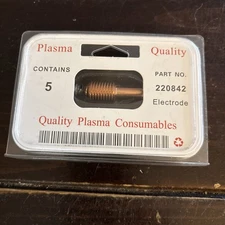 Plasma Quality
CONTAINS PART NO.
5 220842
Electrode
Quality Plasma Consumables